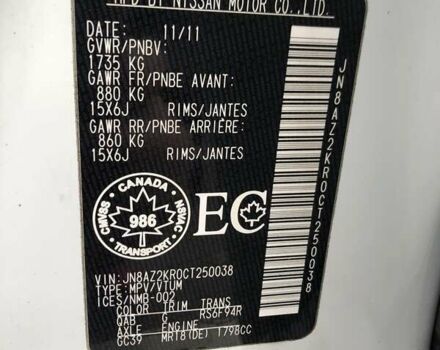 MFD BY NISSAN MOTOR CO.,LTD.
DATE: 11/11
GVWR/PNBV:
1735 KG
GAWR FR/PNBE AVANT:
880 KG
15X6J RIMS/JANTES
GAWR RR/PNBE ARRIÈRE:
860 KG
15X6J RIMS/JANTES
CANADA
CMVSS
986
NSVAC
TRANSPORT
EC
VIN:JN8AZ2KR0CT250038
TYPE:MPV/VTUM
ICES/NMB-002
COLOR TRIM TRANS
QAB G RS6F94R
AXLE ENGINE
GC39 MR18(DE) 1798CC
JN8AZ2KR0CT250038